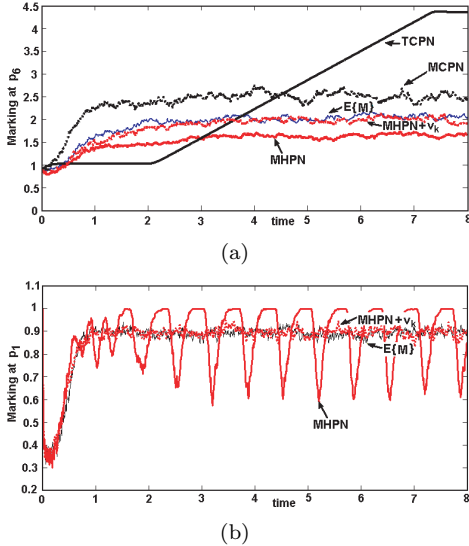 4.5
4
3.5
3
2.5
2
1.5
1
0.5
Marking at p6
TCPN
MCPN
E{M}
MHPN+vk
MHPN
0 1 2 3 4 5 6 7 8
time
(a)
1.1
1
0.9
0.8
0.7
0.6
0.5
0.4
0.3
0.2
Marking at p1
MHPN+vk
E{M}
MHPN
0 1 2 3 4 5 6 7 8
time
(b)